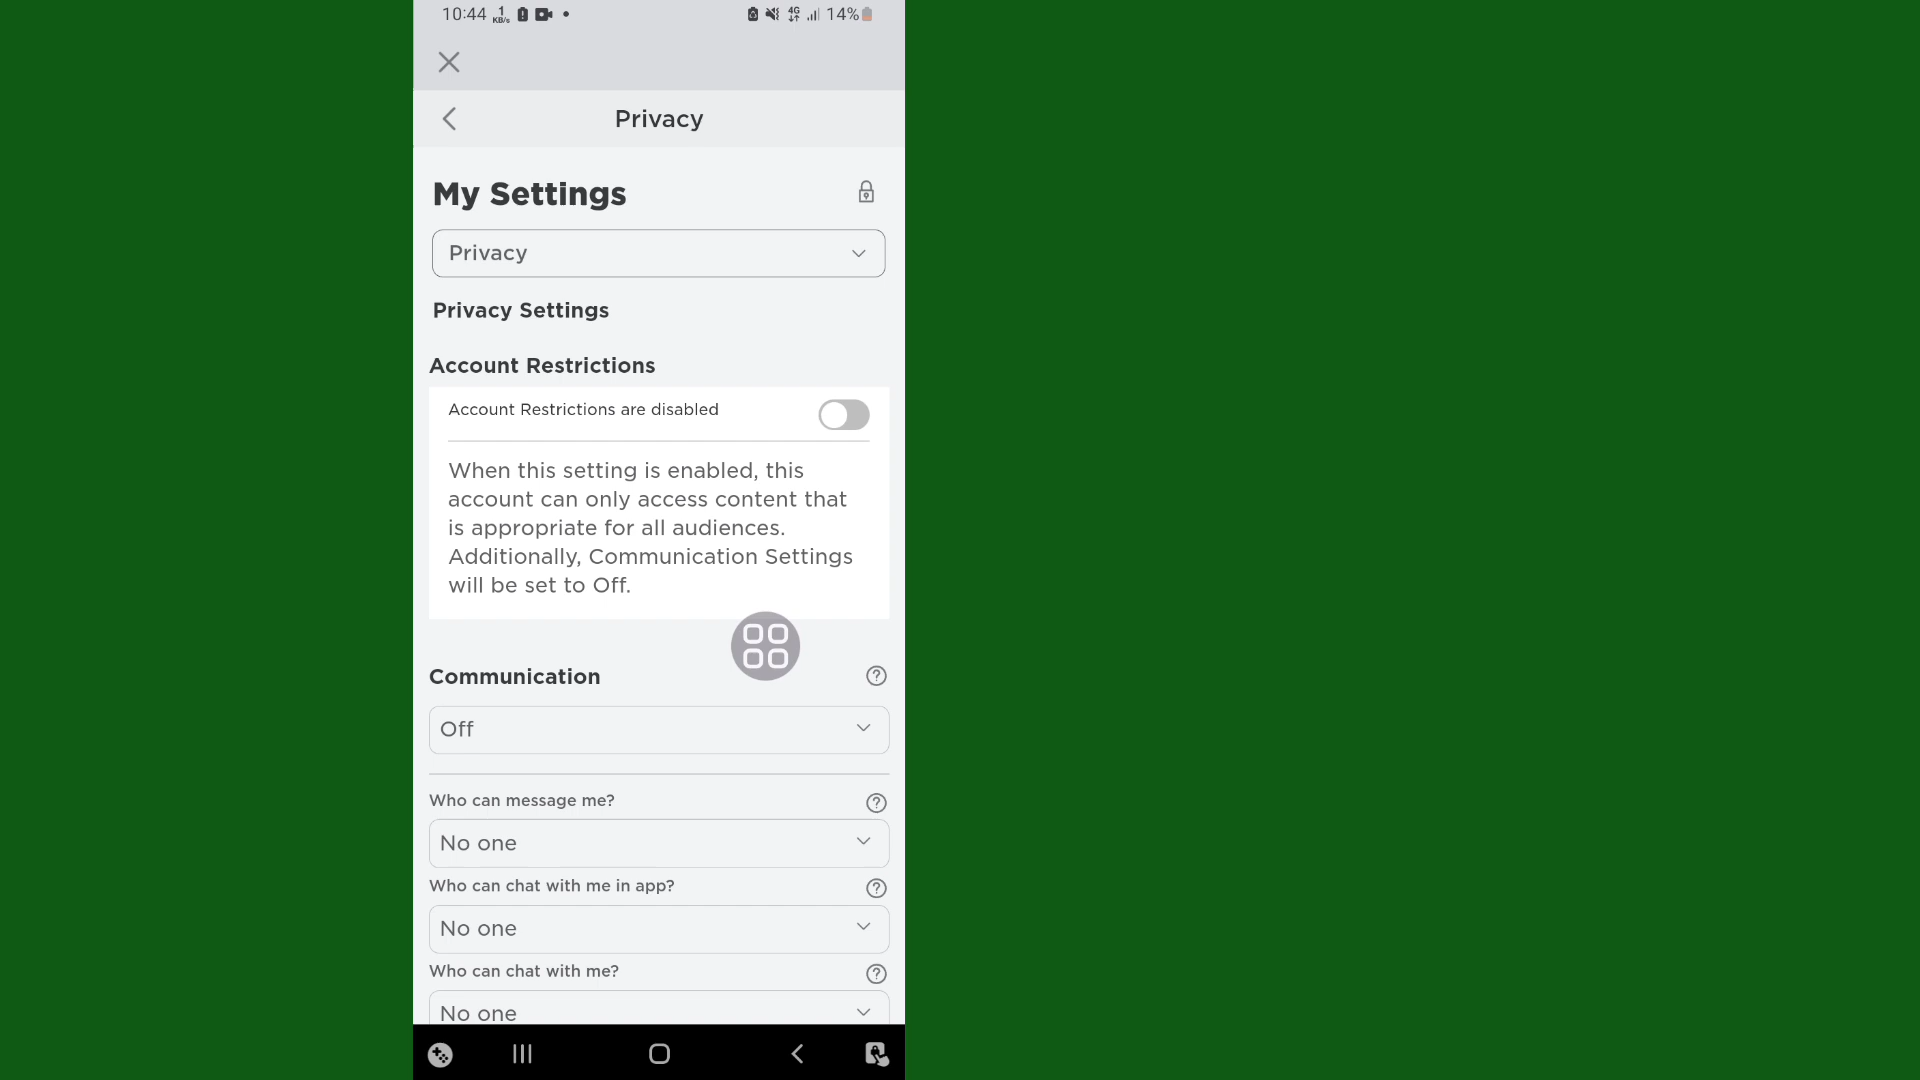 10:44 1 KB/s 4G 14%
Privacy
My Settings
Privacy
Privacy Settings
Account Restrictions
Account Restrictions are disabled
When this setting is enabled, this
account can only access content that
is appropriate for all audiences.
Additionally, Communication Settings
will be set to Off.
Communication
Off
Who can message me?
No one
Who can chat with me in app?
No one
Who can chat with me?
No one